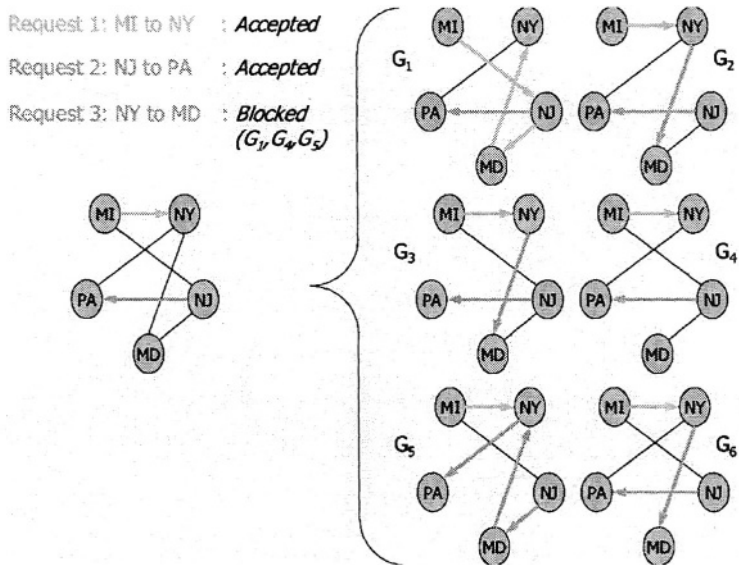 Request 1: MI to NY : Accepted
Request 2: NJ to PA : Accepted
Request 3: NY to MD : Blocked
(G1, G4, G5)
MI NY
PA NJ
MD
G1
MI NY
PA NJ
MD
G2
MI NY
PA NJ
MD
G3
MI NY
PA NJ
MD
G4
MI NY
PA NJ
MD
G5
MI NY
PA NJ
MD
G6
MI NY
PA NJ
MD